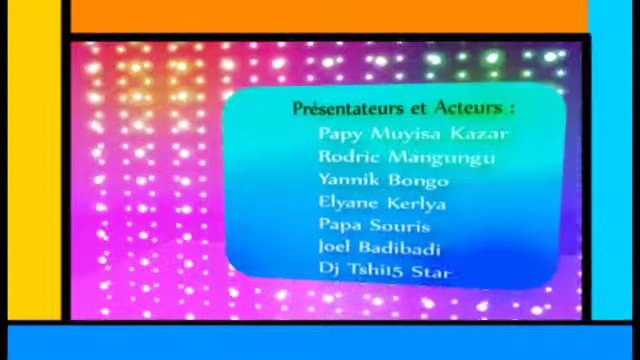 Présentateurs et Acteurs :
Papy Muyisa Kazar
Rodric Mangungu
Yannik Bongo
Elyane Kerlya
Papa Souris
Joel Badibadi
Dj Tshi15 Star